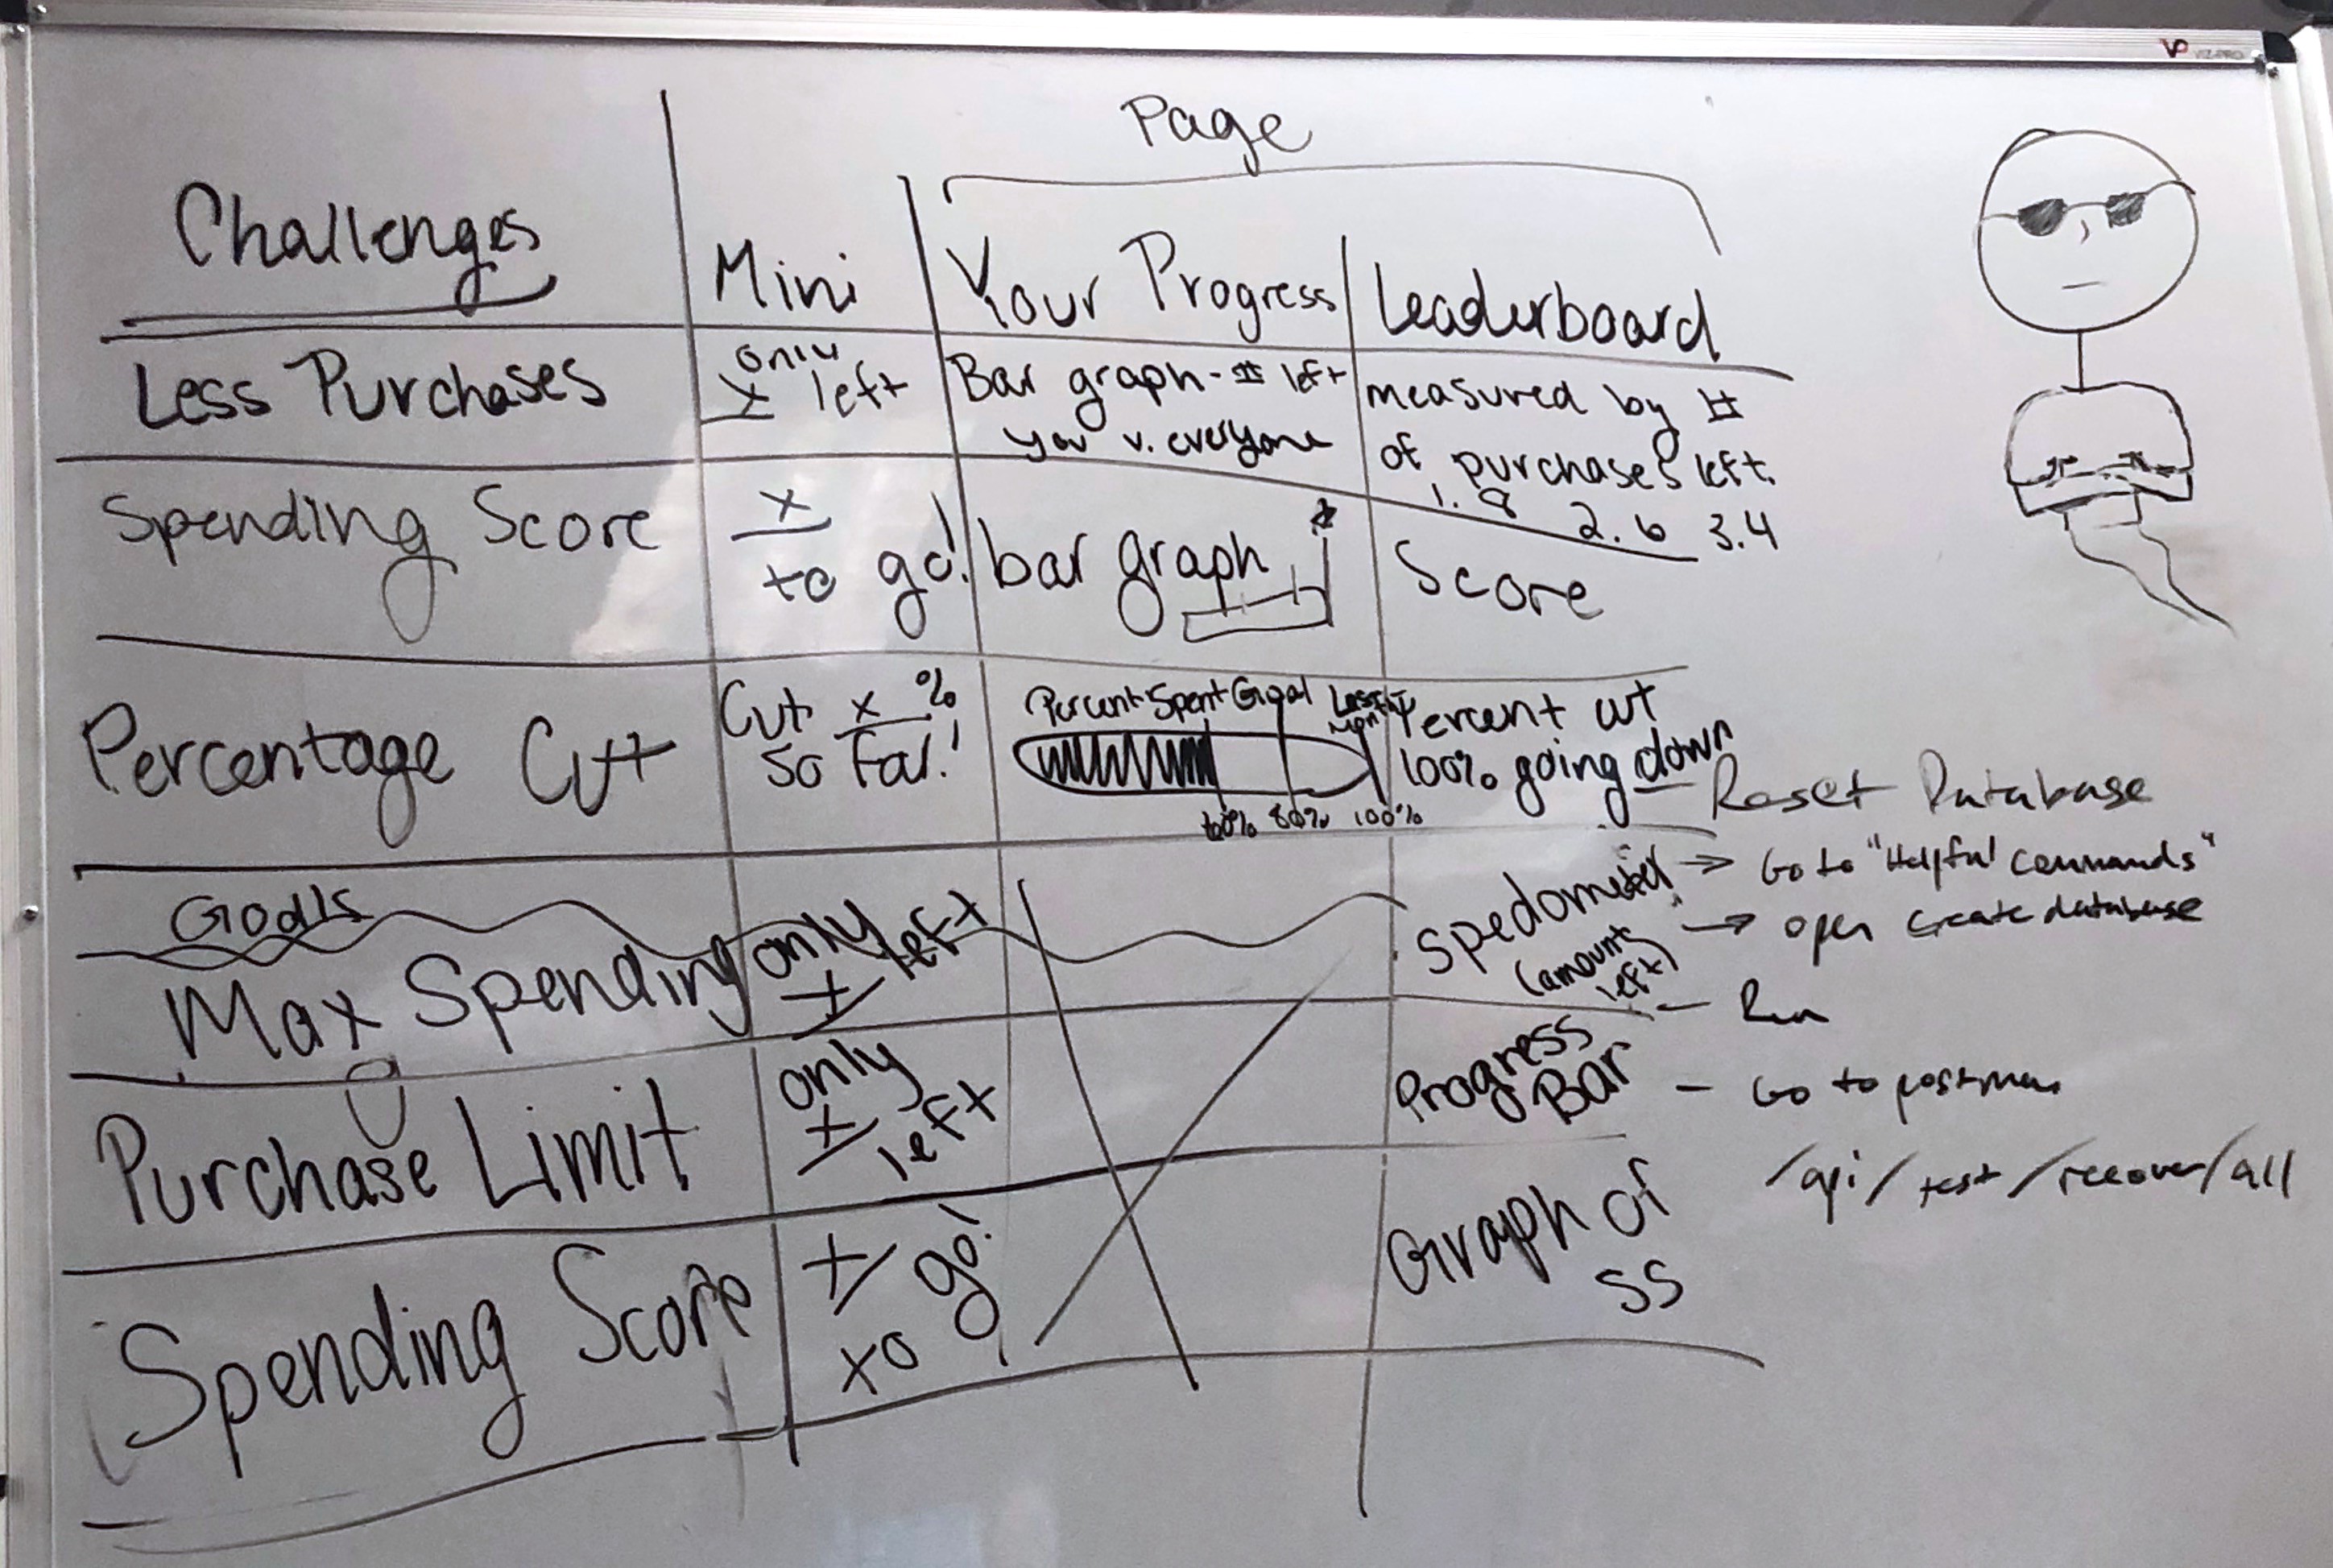 VIZ-PRO
Page
Challenges
Mini
Your Progress
Leaderboard
Less Purchases
only
x left
Bar graph - # left
you v. everyone
measured by #
of purchases left.
1. 8 2. 6 3. 4
Spending Score
x
to go!
bar graph
Score
Percentage Cut
Cut x %
so far!
Percent Spent Goal Last Month
60% 80% 100%
Percent cut
100% going down
Goals
Max Spending
only
x left
Spedometer
(amount
left)
Purchase Limit
only
x left
Progress
Bar
Spending Score
x
to go!
Graph of
SS
Reset Database
→ Go to "Helpful Commands"
→ open create database
- Run
- Go to postman
/api/test/recover/all